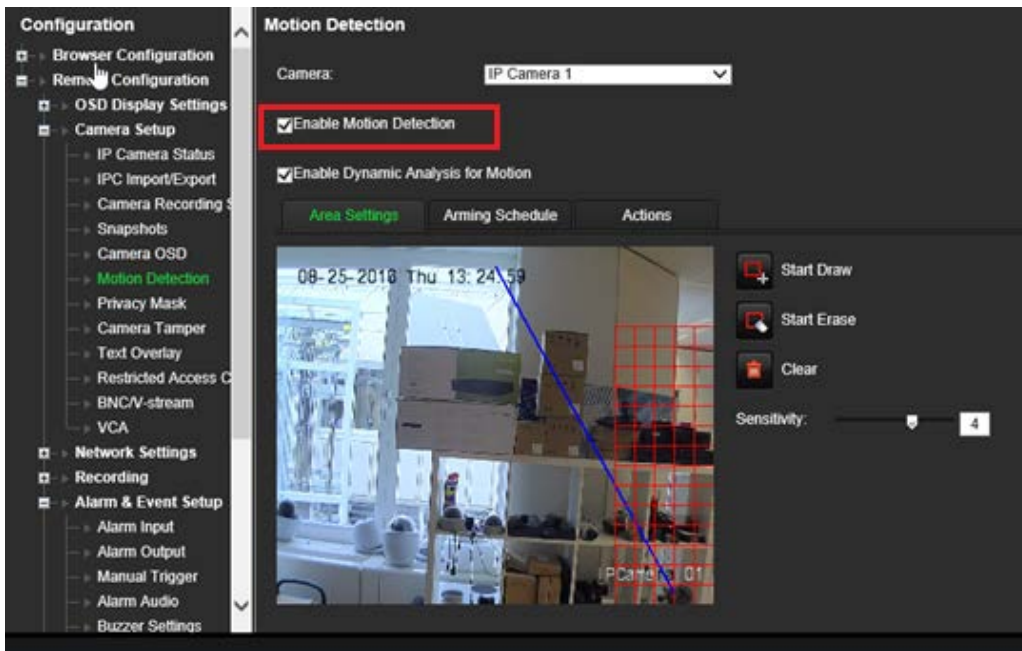 Configuration
Browser Configuration
Remote Configuration
OSD Display Settings
Camera Setup
IP Camera Status
IPC Import/Export
Camera Recording S
Snapshots
Camera OSD
Motion Detection
Privacy Mask
Camera Tamper
Text Overlay
Restricted Access C
BNC/V-stream
VCA
Network Settings
Recording
Alarm & Event Setup
Alarm Input
Alarm Output
Manual Trigger
Alarm Audio
Buzzer Settings
Motion Detection
Camera:
IP Camera 1
Enable Motion Detection
Enable Dynamic Analysis for Motion
Area Settings
Arming Schedule
Actions
08-25-2016 Thu 13:24:59
IPCamera 01
Start Draw
Start Erase
Clear
Sensitivity:
4